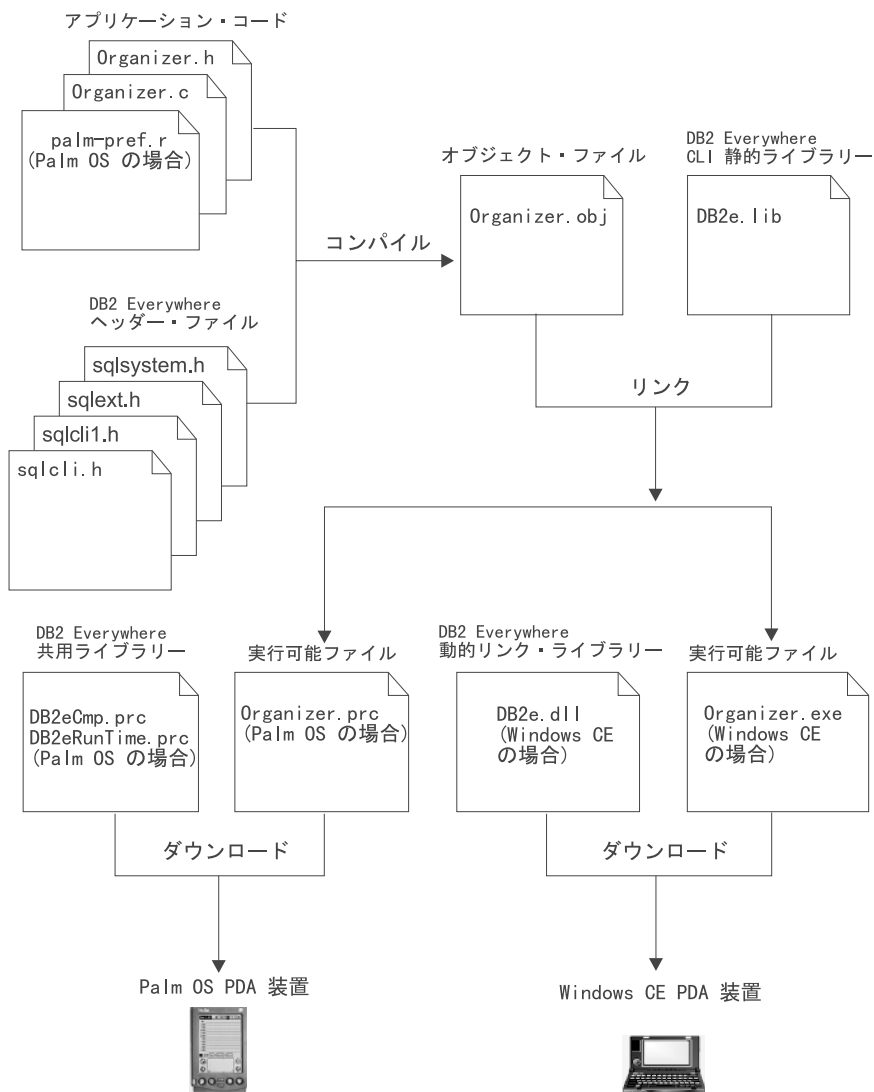 アプリケーション・コード
Organizer.h
Organizer.c
palm-pref.r
(Palm OS の場合)
DB2 Everywhere
ヘッダー・ファイル
sqlsystem.h
sqlext.h
sqlcli1.h
sqlcli.h
コンパイル
オブジェクト・ファイル
Organizer.obj
DB2 Everywhere
CLI 静的ライブラリー
DB2e.lib
リンク
DB2 Everywhere
共用ライブラリー
DB2eCmp.prc
DB2eRunTime.prc
(Palm OS の場合)
実行可能ファイル
Organizer.prc
(Palm OS の場合)
DB2 Everywhere
動的リンク・ライブラリー
DB2e.dll
(Windows CE
の場合)
実行可能ファイル
Organizer.exe
(Windows CE
の場合)
ダウンロード
ダウンロード
Palm OS PDA 装置
Windows CE PDA 装置